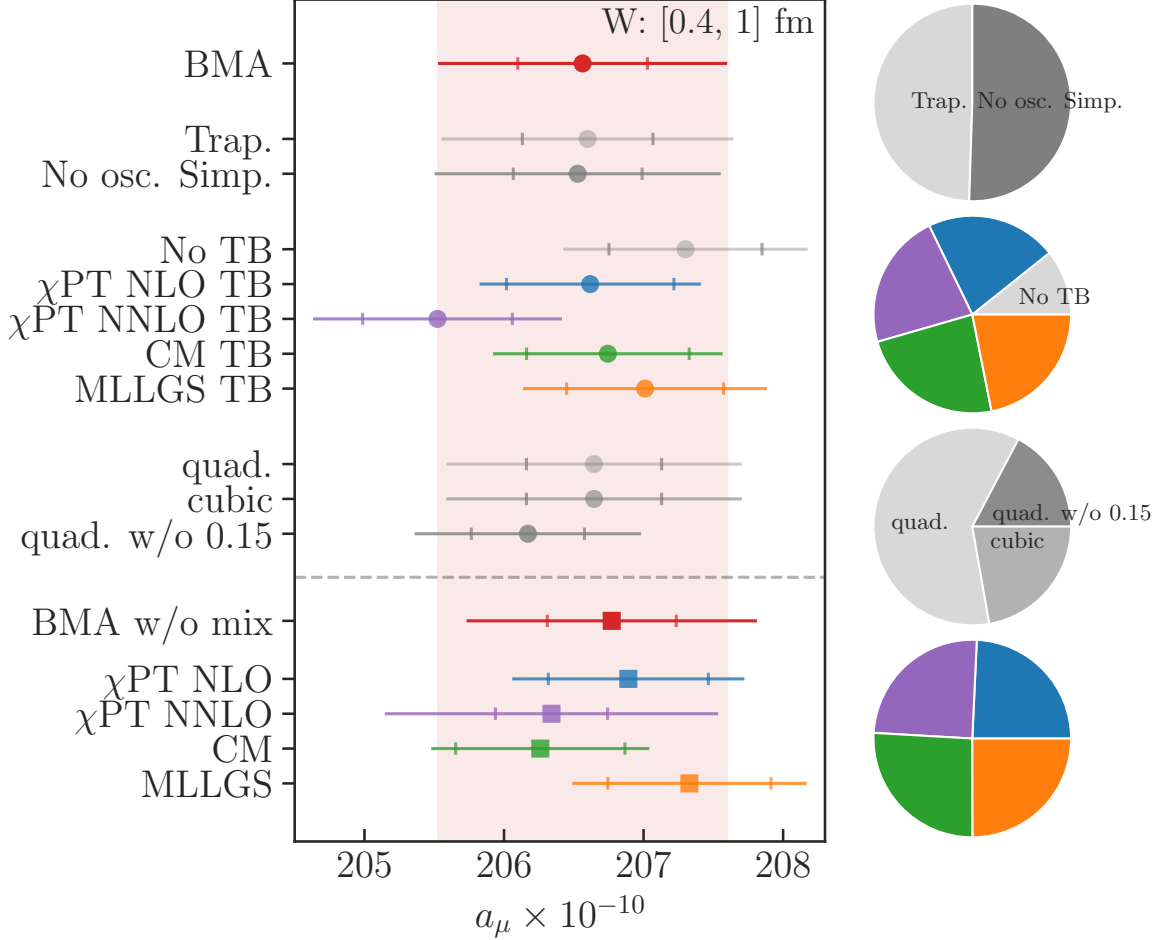 W: [0.4, 1] fm
BMA
Trap.
No osc. Simp.
No TB
χPT NLO TB
χPT NNLO TB
CM TB
MLLGS TB
quad.
cubic
quad. w/o 0.15
BMA w/o mix
χPT NLO
χPT NNLO
CM
MLLGS
205 206 207 208
aμ × 10⁻¹⁰
Trap. No osc. Simp.
No TB
quad. quad. w/o 0.15
cubic